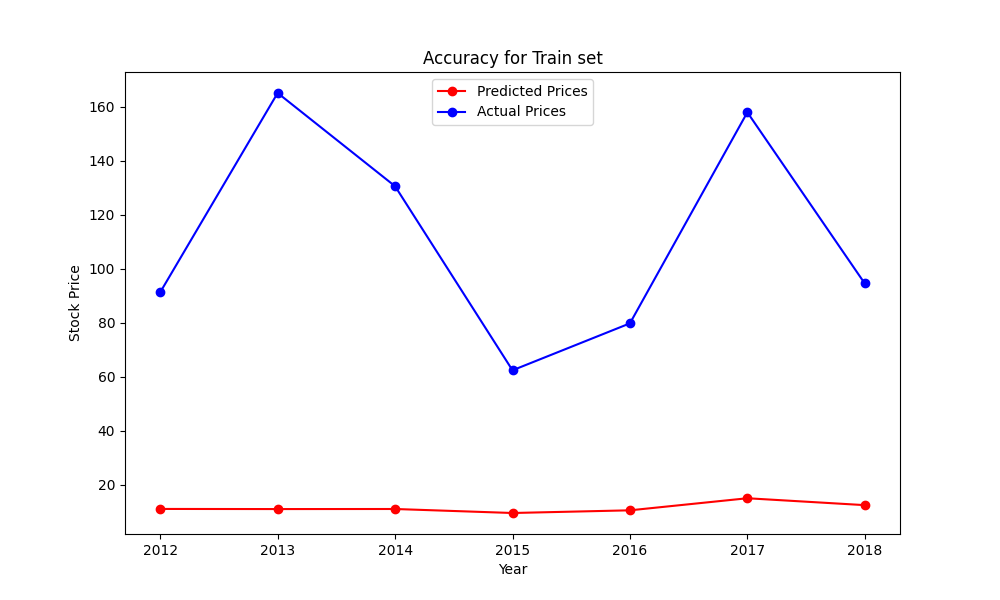 Accuracy for Train set
Predicted Prices
Actual Prices
Stock Price
160
140
120
100
80
60
40
20
2012 2013 2014 2015 2016 2017 2018
Year